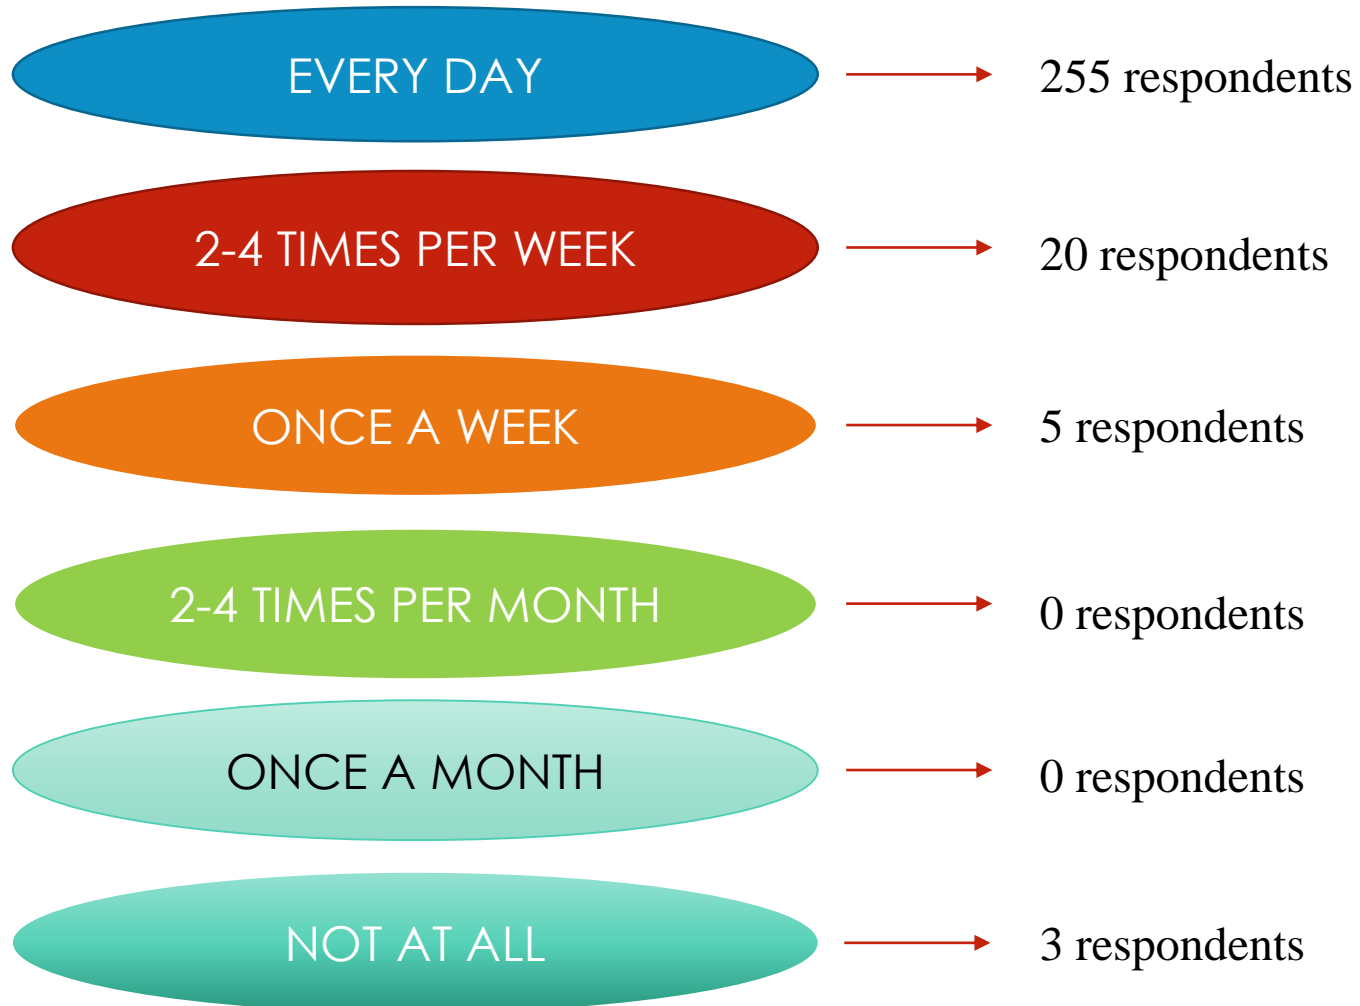 EVERY DAY
255 respondents
2-4 TIMES PER WEEK
20 respondents
ONCE A WEEK
5 respondents
2-4 TIMES PER MONTH
0 respondents
ONCE A MONTH
0 respondents
NOT AT ALL
3 respondents